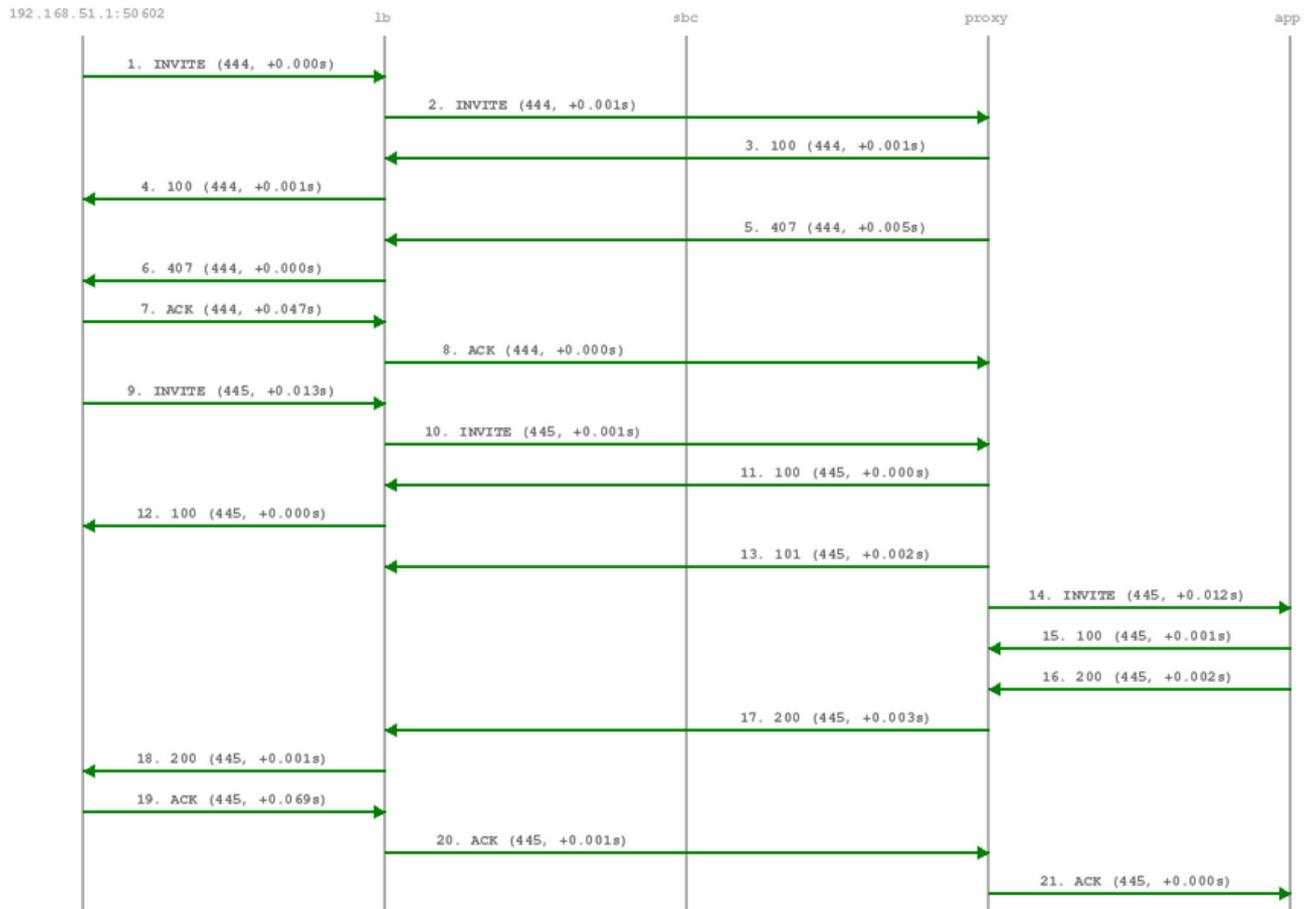 192.168.51.1:50602 lb sbc proxy app
1. INVITE (444, +0.000s)
2. INVITE (444, +0.001s)
3. 100 (444, +0.001s)
4. 100 (444, +0.001s)
5. 407 (444, +0.005s)
6. 407 (444, +0.000s)
7. ACK (444, +0.047s)
8. ACK (444, +0.000s)
9. INVITE (445, +0.013s)
10. INVITE (445, +0.001s)
11. 100 (445, +0.000s)
12. 100 (445, +0.000s)
13. 101 (445, +0.002s)
14. INVITE (445, +0.012s)
15. 100 (445, +0.001s)
16. 200 (445, +0.002s)
17. 200 (445, +0.003s)
18. 200 (445, +0.001s)
19. ACK (445, +0.069s)
20. ACK (445, +0.001s)
21. ACK (445, +0.000s)